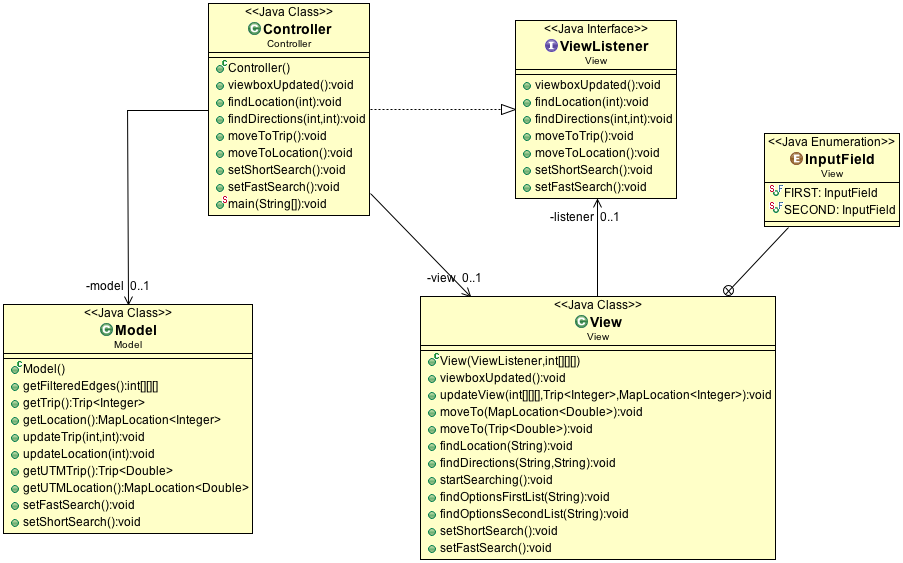 <<Java Class>>
Controller
Controller
Controller()
viewboxUpdated():void
findLocation(int):void
findDirections(int,int):void
moveToTrip():void
moveToLocation():void
setShortSearch():void
setFastSearch():void
main(String[]):void
<<Java Interface>>
ViewListener
View
viewboxUpdated():void
findLocation(int):void
findDirections(int,int):void
moveToTrip():void
moveToLocation():void
setShortSearch():void
setFastSearch():void
<<Java Enumeration>>
InputField
View
FIRST: InputField
SECOND: InputField
-listener 0..1
-view 0..1
-model 0..1
<<Java Class>>
Model
Model
Model()
getFilteredEdges():int[][][]
getTrip():Trip<Integer>
getLocation():MapLocation<Integer>
updateTrip(int,int):void
updateLocation(int):void
getUTMTrip():Trip<Double>
getUTMLocation():MapLocation<Double>
setFastSearch():void
setShortSearch():void
<<Java Class>>
View
View
View(ViewListener,int[][][])
viewboxUpdated():void
updateView(int[][][],Trip<Integer>,MapLocation<Integer>):void
moveTo(MapLocation<Double>):void
moveTo(Trip<Double>):void
findLocation(String):void
findDirections(String,String):void
startSearching():void
findOptionsFirstList(String):void
findOptionsSecondList(String):void
setShortSearch():void
setFastSearch():void